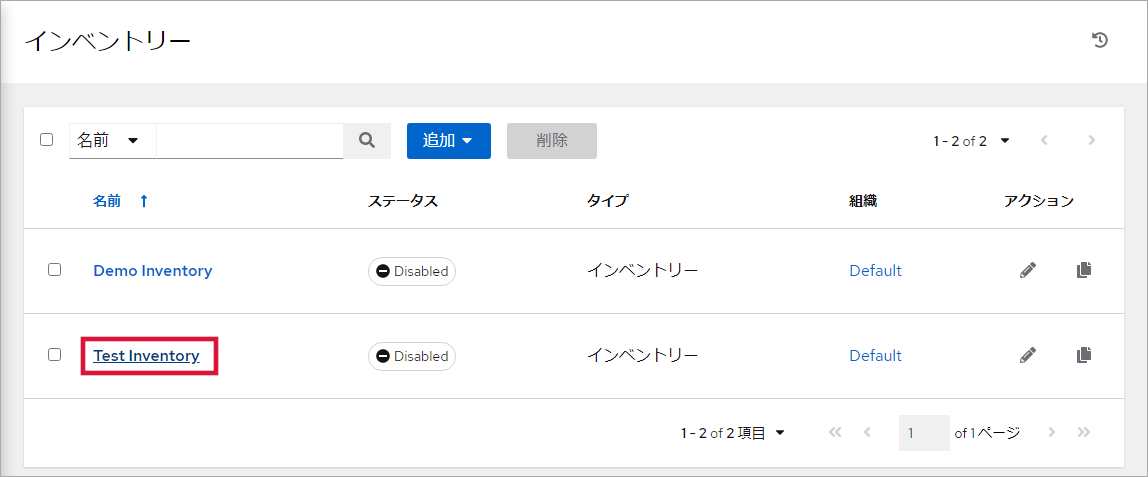 インベントリー
名前 追加 削除 1 - 2 of 2
名前 ステータス タイプ 組織 アクション
Demo Inventory Disabled インベントリー Default
Test Inventory Disabled インベントリー Default
1 - 2 of 2 項目 1 of 1 ページ